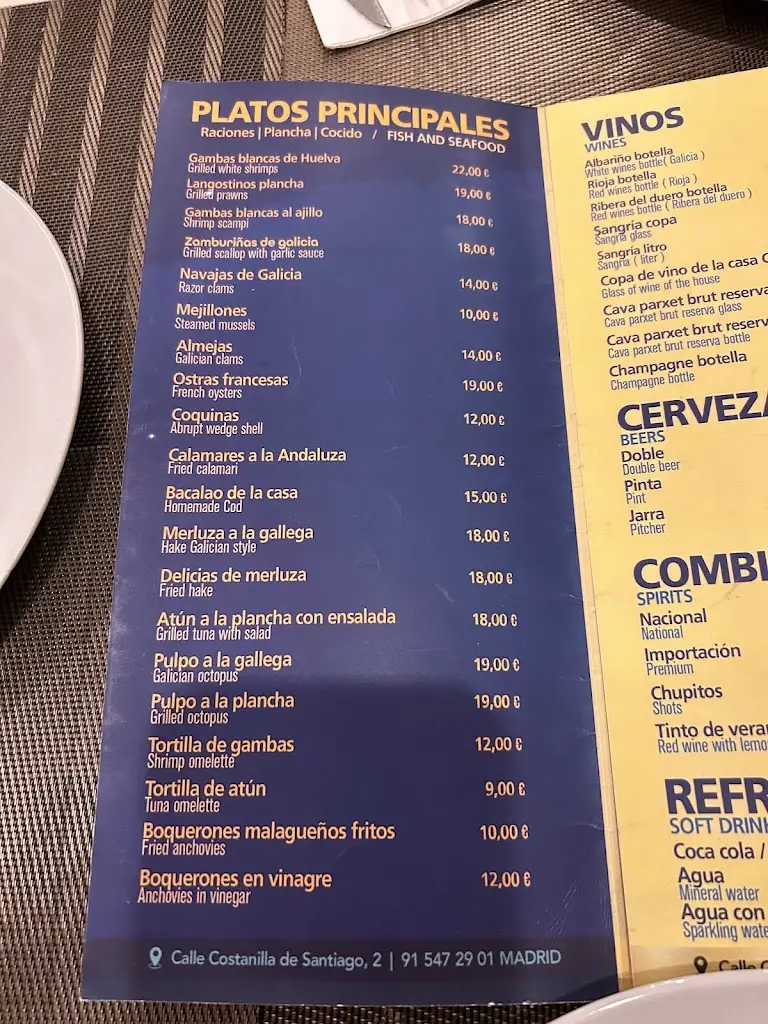 PLATOS PRINCIPALES
Raciones | Plancha | Cocido / FISH AND SEAFOOD
Gambas blancas de Huelva 22,00 €
Grilled white shrimps
Langostinos plancha 19,00 €
Grilled prawns
Gambas blancas al ajillo 18,00 €
Shrimp scampi
Zamburiñas de galicia 18,00 €
Grilled scallop with garlic sauce
Navajas de Galicia 14,00 €
Razor clams
Mejillones 10,00 €
Steamed mussels
Almejas 14,00 €
Galician clams
Ostras francesas 19,00 €
French oysters
Coquinas 12,00 €
Abrupt wedge shell
Calamares a la Andaluza 12,00 €
Fried calamari
Bacalao de la casa 15,00 €
Homemade Cod
Merluza a la gallega 18,00 €
Hake Galician style
Delicias de merluza 18,00 €
Fried hake
Atún a la plancha con ensalada 18,00 €
Grilled tuna with salad
Pulpo a la gallega 19,00 €
Galician octopus
Pulpo a la plancha 19,00 €
Grilled octopus
Tortilla de gambas 12,00 €
Shrimp omelette
Tortilla de atún 9,00 €
Tuna omelette
Boquerones malagueños fritos 10,00 €
Fried anchovies
Boquerones en vinagre 12,00 €
Anchovies in vinegar
Calle Costanilla de Santiago, 2 | 91 547 29 01 MADRID
VINOS
WINES
Albariño botella
White wines bottle ( Galicia )
Rioja botella
Red wines bottle ( Rioja )
Ribera del duero botella
Red wines bottle ( Ribera del duero )
Sangria copa
Sangria glass
Sangría litro
Sangria ( liter )
Copa de vino de la casa
Glass of wine of the house
Cava parxet brut reserva
Cava parxet brut reserva glass
Cava parxet brut reserv
Cava parxet brut reserva bottle
Champagne botella
Champagne bottle
CERVEZA
BEERS
Doble
Double beer
Pinta
Pint
Jarra
Pitcher
COMBI
SPIRITS
Nacional
National
Importación
Premium
Chupitos
Shots
Tinto de vera
Red wine with lemo
REFR
SOFT DRINK
Coca cola /
Agua
Mineral water
Agua con
Sparkling wate
Calle C